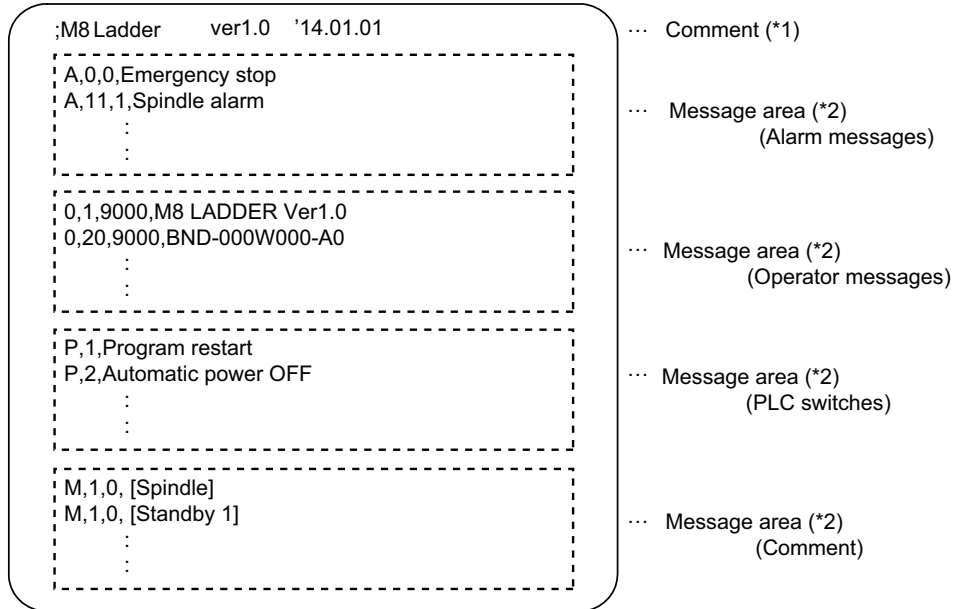 ;M8 Ladder ver1.0 '14.01.01
… Comment (*1)
A,0,0,Emergency stop
A,11,1,Spindle alarm
:
:
… Message area (*2)
(Alarm messages)
0,1,9000,M8 LADDER Ver1.0
0,20,9000,BND-000W000-A0
:
:
… Message area (*2)
(Operator messages)
P,1,Program restart
P,2,Automatic power OFF
:
:
… Message area (*2)
(PLC switches)
M,1,0, [Spindle]
M,1,0, [Standby 1]
:
:
… Message area (*2)
(Comment)